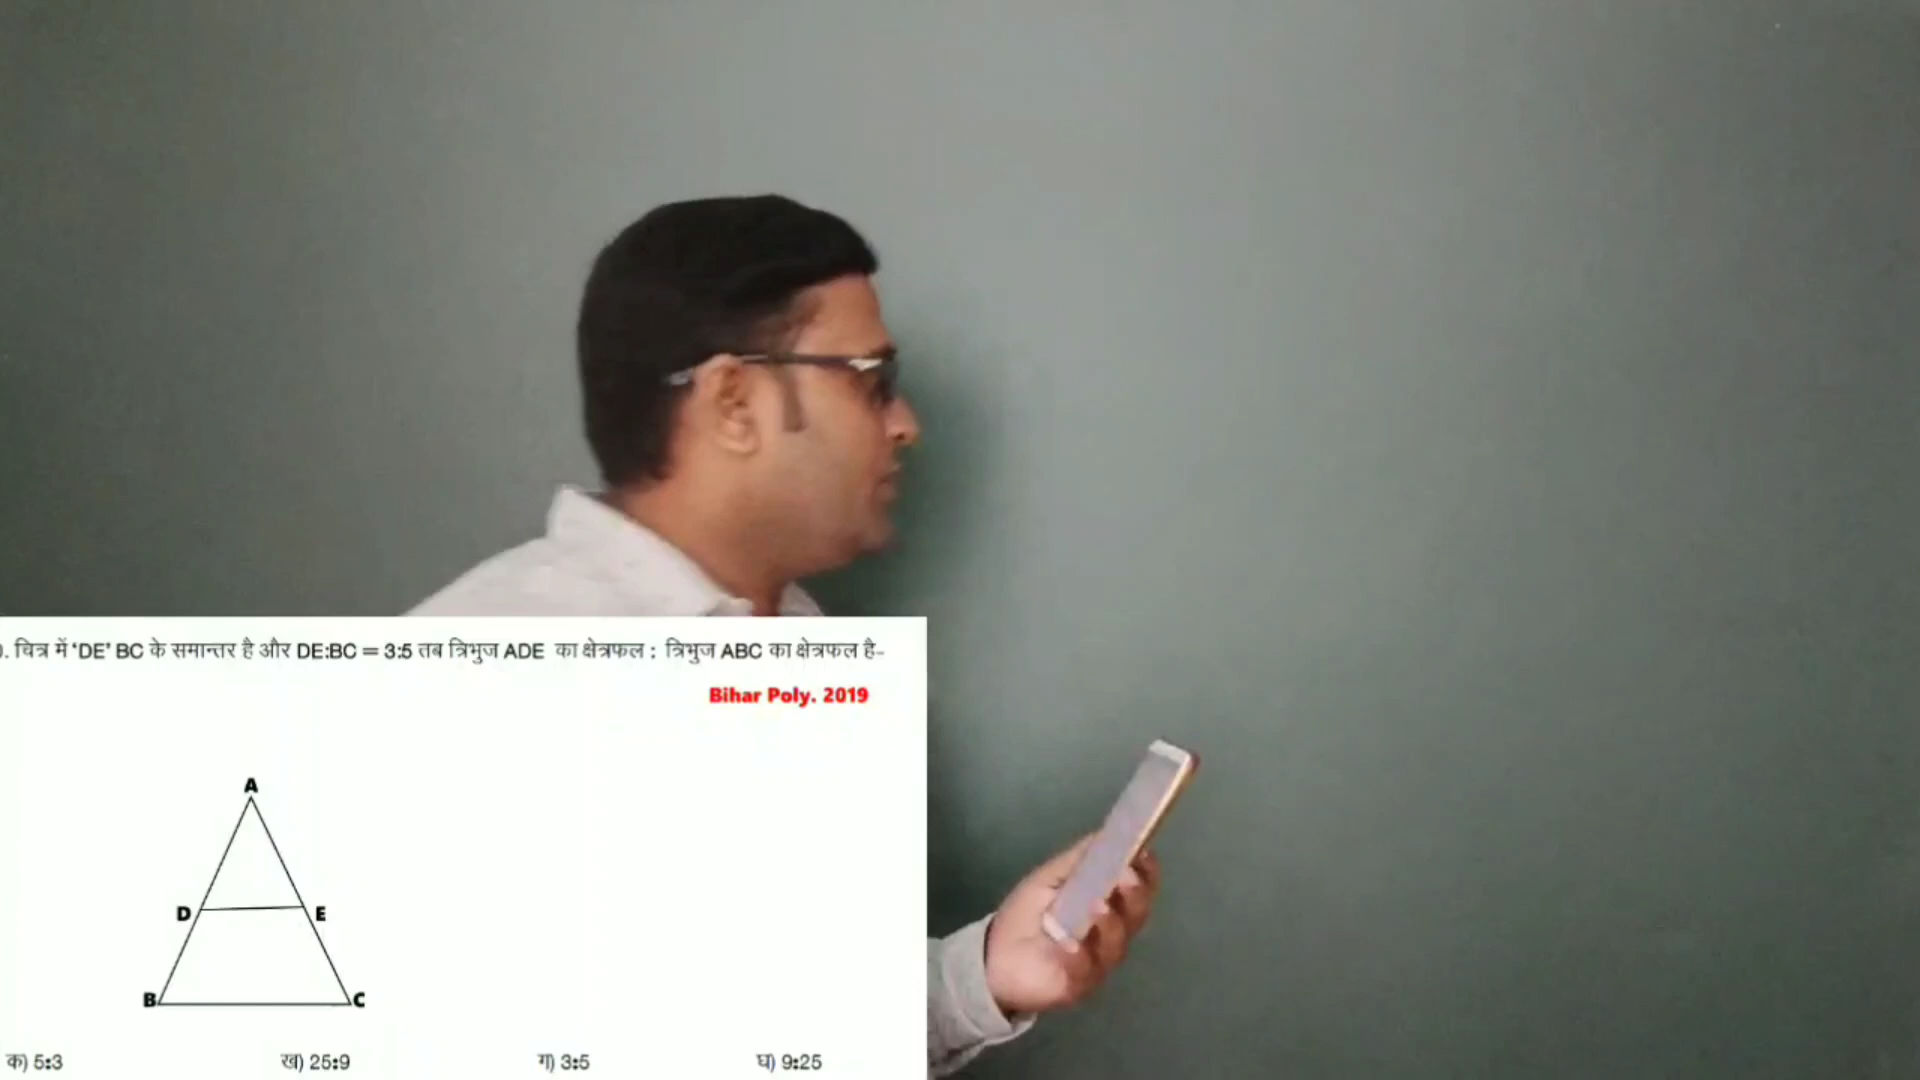 . चित्र में 'DE' BC के समान्तर है और DE:BC = 3:5 तब त्रिभुज ADE का क्षेत्रफल : त्रिभुज ABC का क्षेत्रफल है-
Bihar Poly. 2019
A
D E
B C
क) 5:3 ख) 25:9 ग) 3:5 घ) 9:25